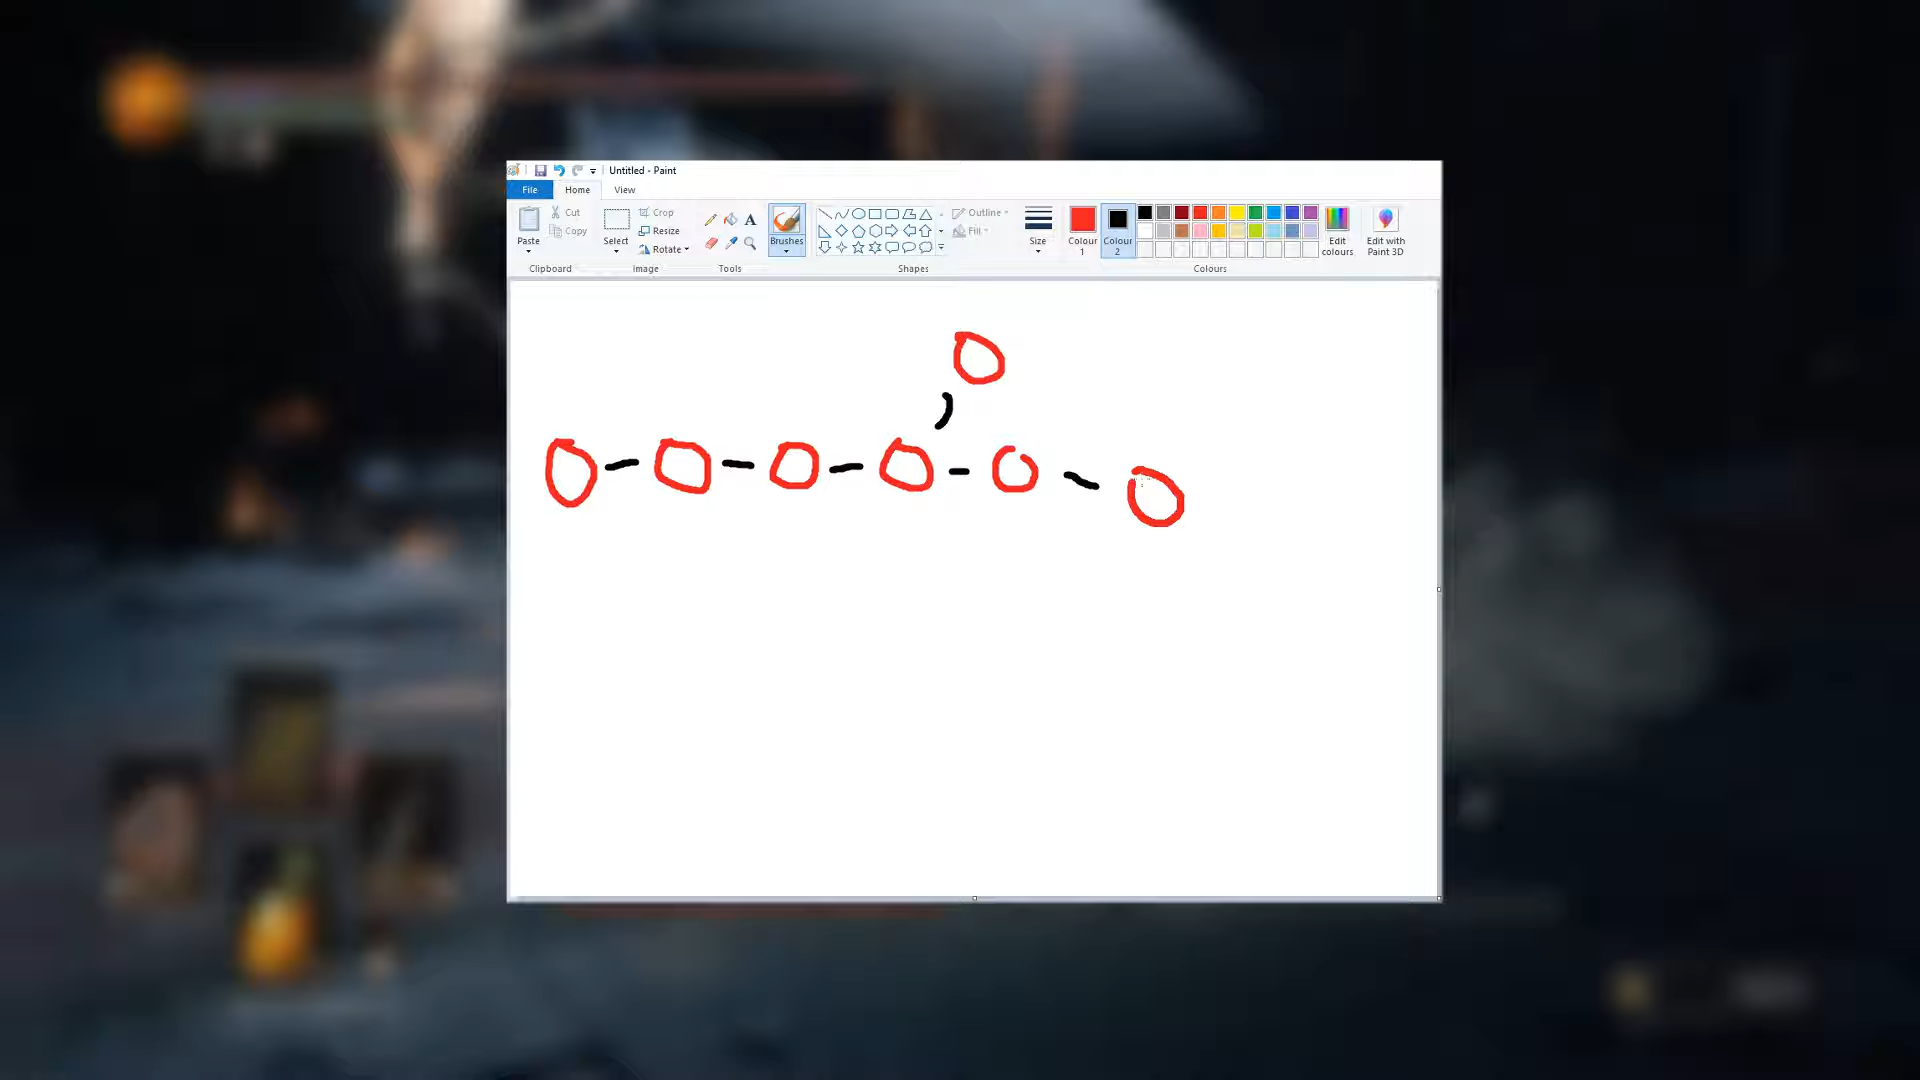 Untitled - Paint
File Home View
Paste
Cut
Copy
Clipboard
Select
Crop
Resize
Rotate
Image
A
Tools
Brushes
Outline
Fill
Shapes
Size
Colour 1
Colour 2
Edit colours
Edit with Paint 3D
Colours